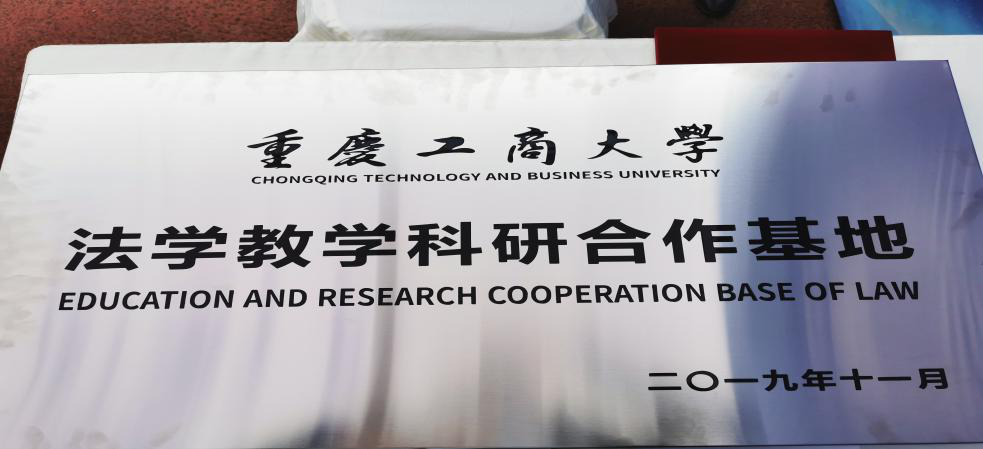 重慶工商大學
CHONGQING TECHNOLOGY AND BUSINESS UNIVERSITY
法学教学科研合作基地
EDUCATION AND RESEARCH COOPERATION BASE OF LAW
二〇一九年十一月